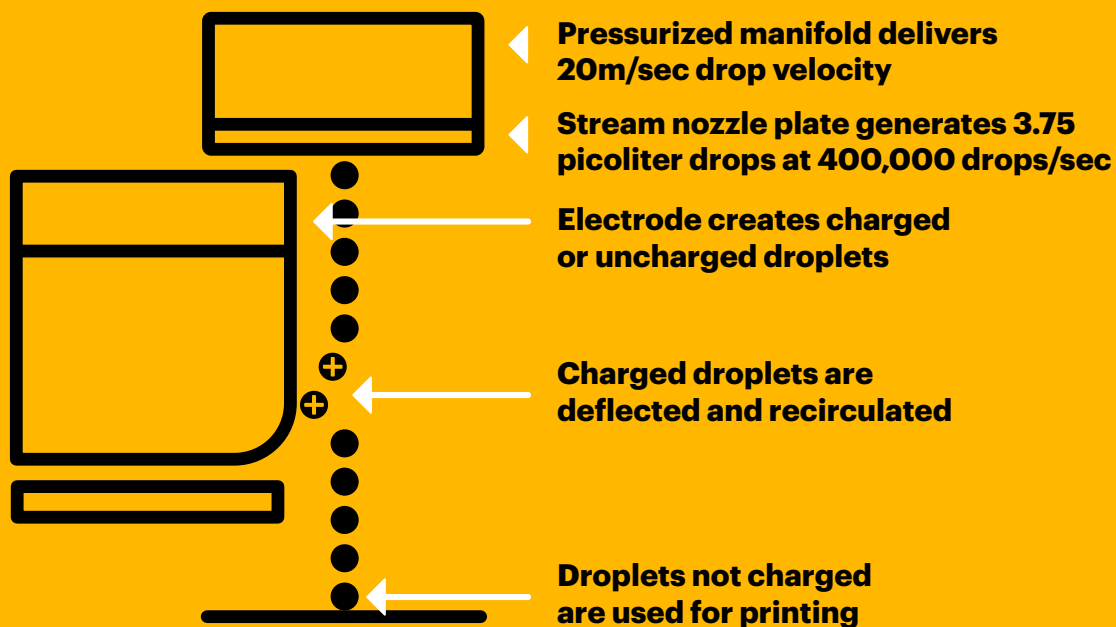 Pressurized manifold delivers
20m/sec drop velocity
Stream nozzle plate generates 3.75
picoliter drops at 400,000 drops/sec
Electrode creates charged
or uncharged droplets
Charged droplets are
deflected and recirculated
Droplets not charged
are used for printing